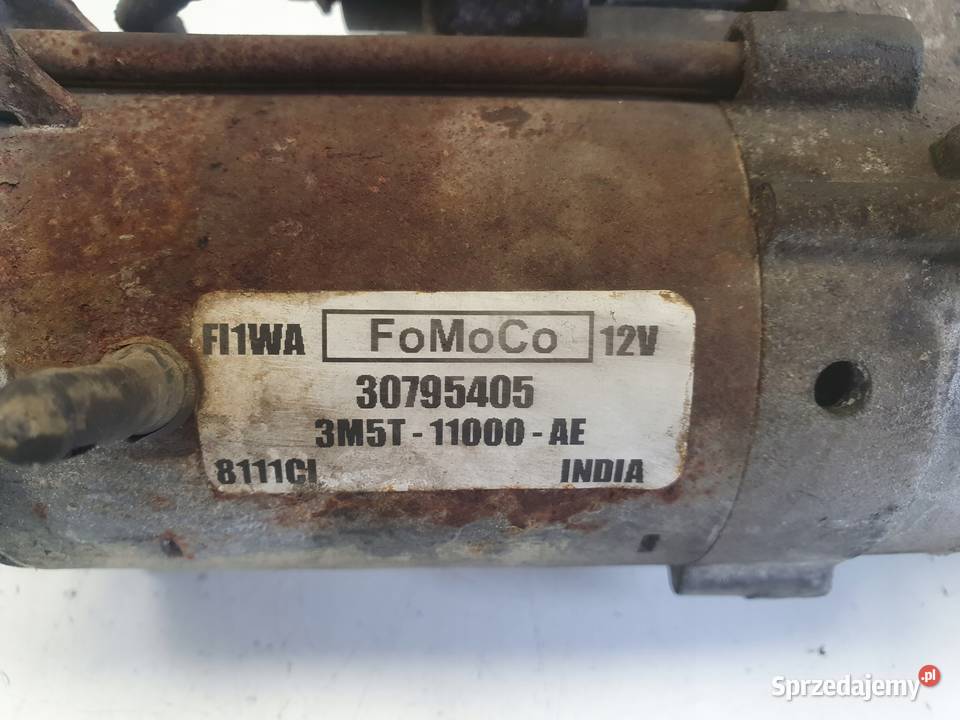 FI1WA FoMoCo 12V
30795405
3M5T - 11000 - AE
8111CI INDIA
Sprzedajemy.pl